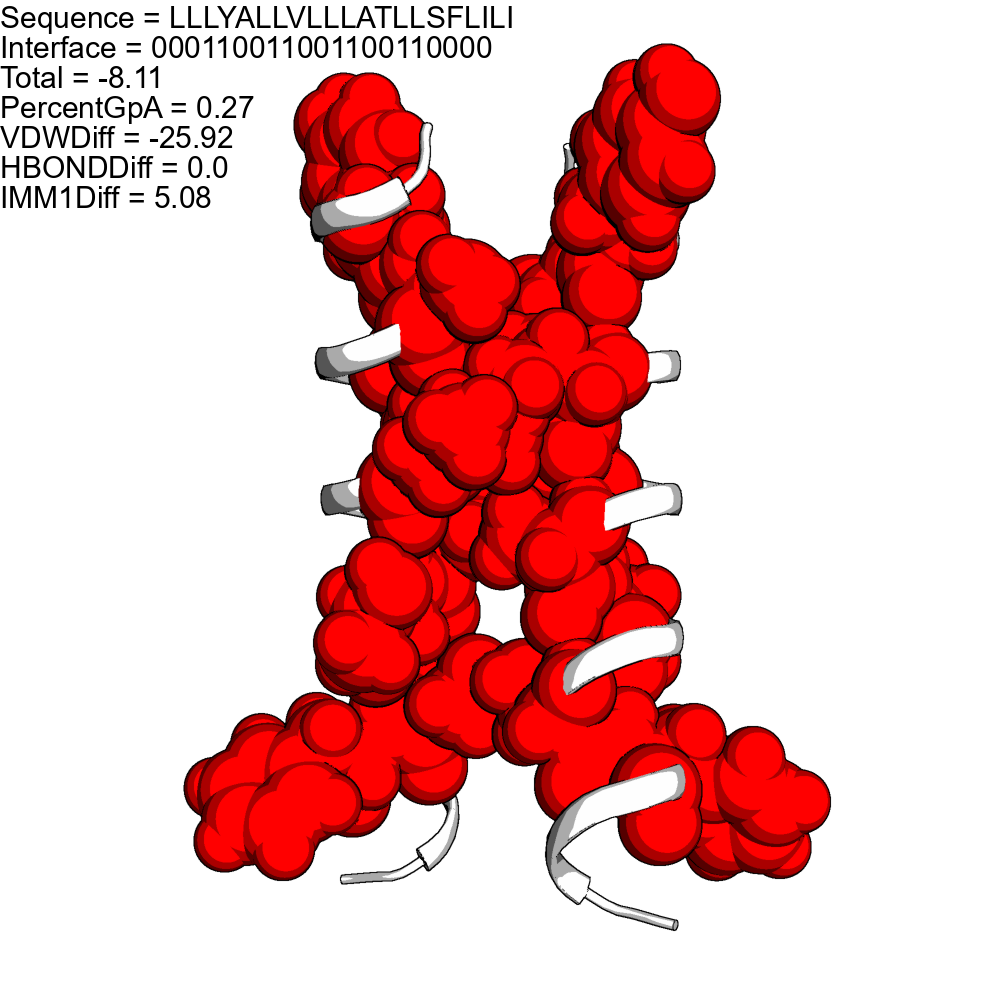 Sequence = LLLYALLVLLLATLLSFLILI
Interface = 000110011001100110000
Total = -8.11
PercentGpA = 0.27
VDWDiff = -25.92
HBONDDiff = 0.0
IMM1Diff = 5.08